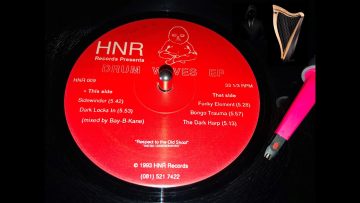 HNR
Records Presents
DRUM WAVES EP
HNR 009
33 1/3 RPM
• This side
Sidewinder (5.42)
Dark Locks In (5.53)
(mixed by Bay-B-Kane)
That side
Funky Element (5.28)
Bongo Trauma (5.57)
The Dark Harp (5.13)
"Respect to the Old Skool"
© 1993 HNR Records
(081) 521 7422